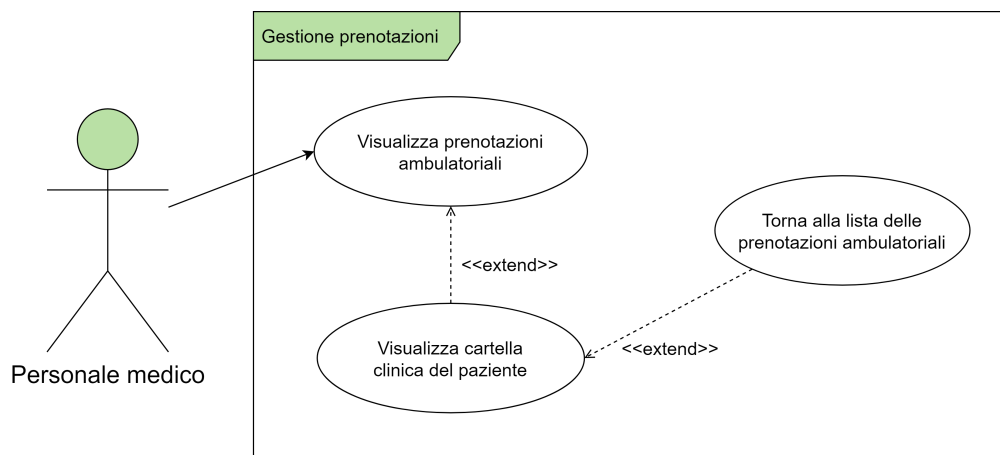 Gestione prenotazioni
Visualizza prenotazioni
ambulatoriali
Torna alla lista delle
prenotazioni ambulatoriali
<<extend>>
Visualizza cartella
clinica del paziente
<<extend>>
Personale medico